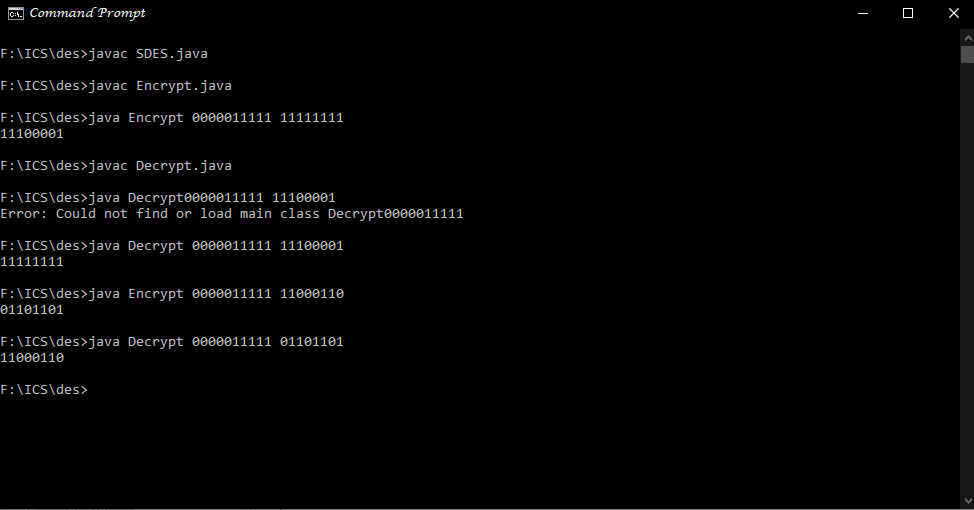 Command Prompt
F:\ICS\des>javac SDES.java
F:\ICS\des>javac Encrypt.java
F:\ICS\des>java Encrypt 0000011111 11111111
11100001
F:\ICS\des>javac Decrypt.java
F:\ICS\des>java Decrypt0000011111 11100001
Error: Could not find or load main class Decrypt0000011111
F:\ICS\des>java Decrypt 0000011111 11100001
11111111
F:\ICS\des>java Encrypt 0000011111 11000110
01101101
F:\ICS\des>java Decrypt 0000011111 01101101
11000110
F:\ICS\des>